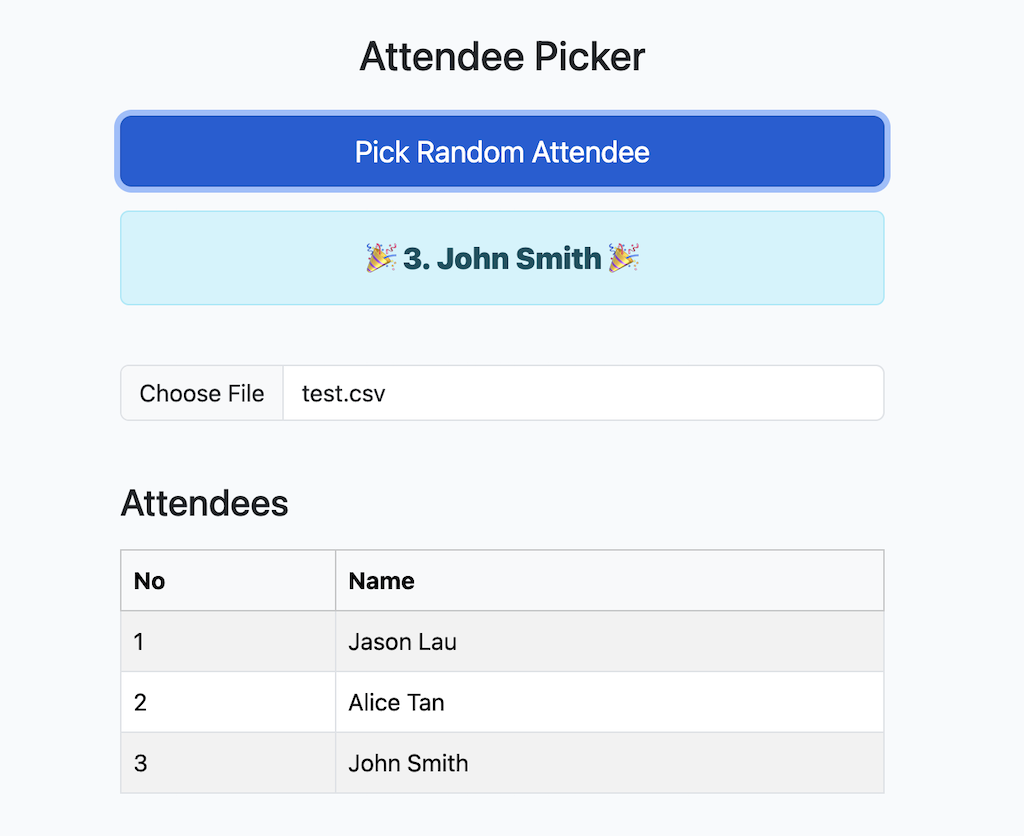 Attendee Picker
Pick Random Attendee
🎉 3. John Smith 🎉
Choose File test.csv
Attendees
No Name
1 Jason Lau
2 Alice Tan
3 John Smith